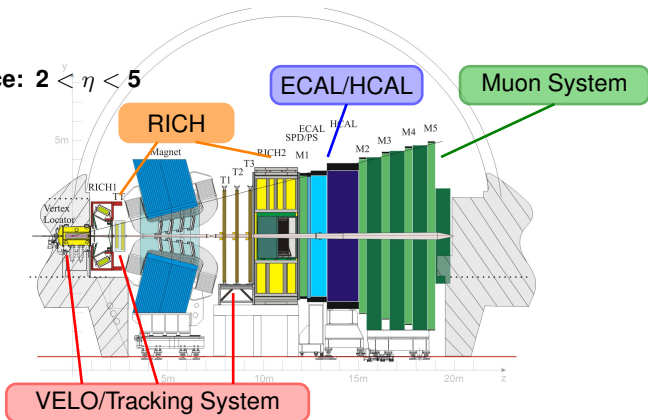 ce: 2 < η < 5
y
ECAL/HCAL
Muon System
RICH
5m
Magnet
RICH1
TT
Vertex
Locator
T1
T2
T3
RICH2
M1
SPD/PS
ECAL
HCAL
M2
M3
M4
M5
5m
10m
15m
20m
z
VELO/Tracking System